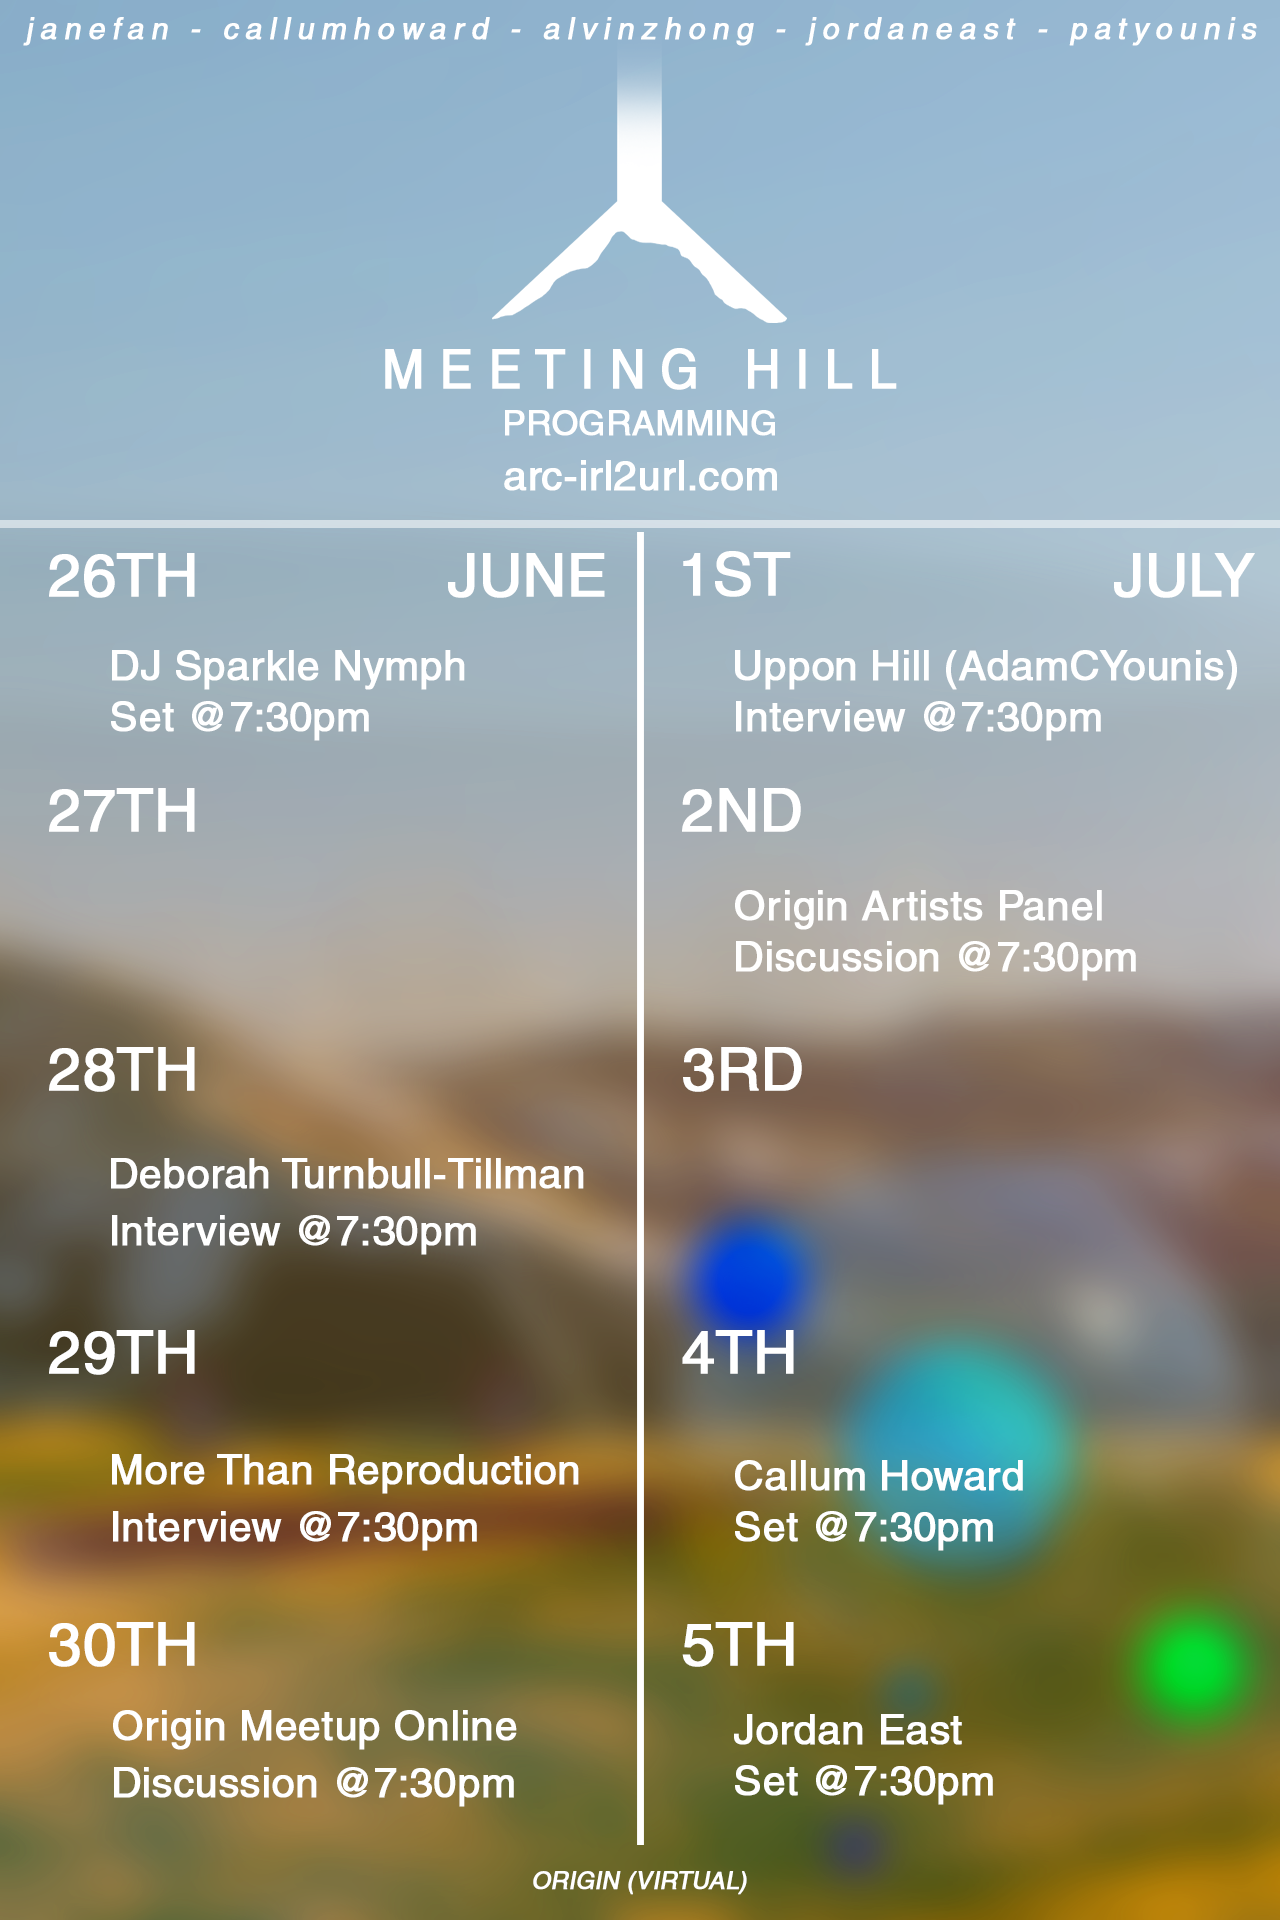 janefan - callumhoward - alvinzhong - jordaneast - patyounis
MEETING HILL
PROGRAMMING
arc-irl2url.com
26TH JUNE
DJ Sparkle Nymph
Set @7:30pm
27TH
28TH
Deborah Turnbull-Tillman
Interview @7:30pm
29TH
More Than Reproduction
Interview @7:30pm
30TH
Origin Meetup Online
Discussion @7:30pm
1ST JULY
Uppon Hill (AdamCYounis)
Interview @7:30pm
2ND
Origin Artists Panel
Discussion @7:30pm
3RD
4TH
Callum Howard
Set @7:30pm
5TH
Jordan East
Set @7:30pm
ORIGIN (VIRTUAL)